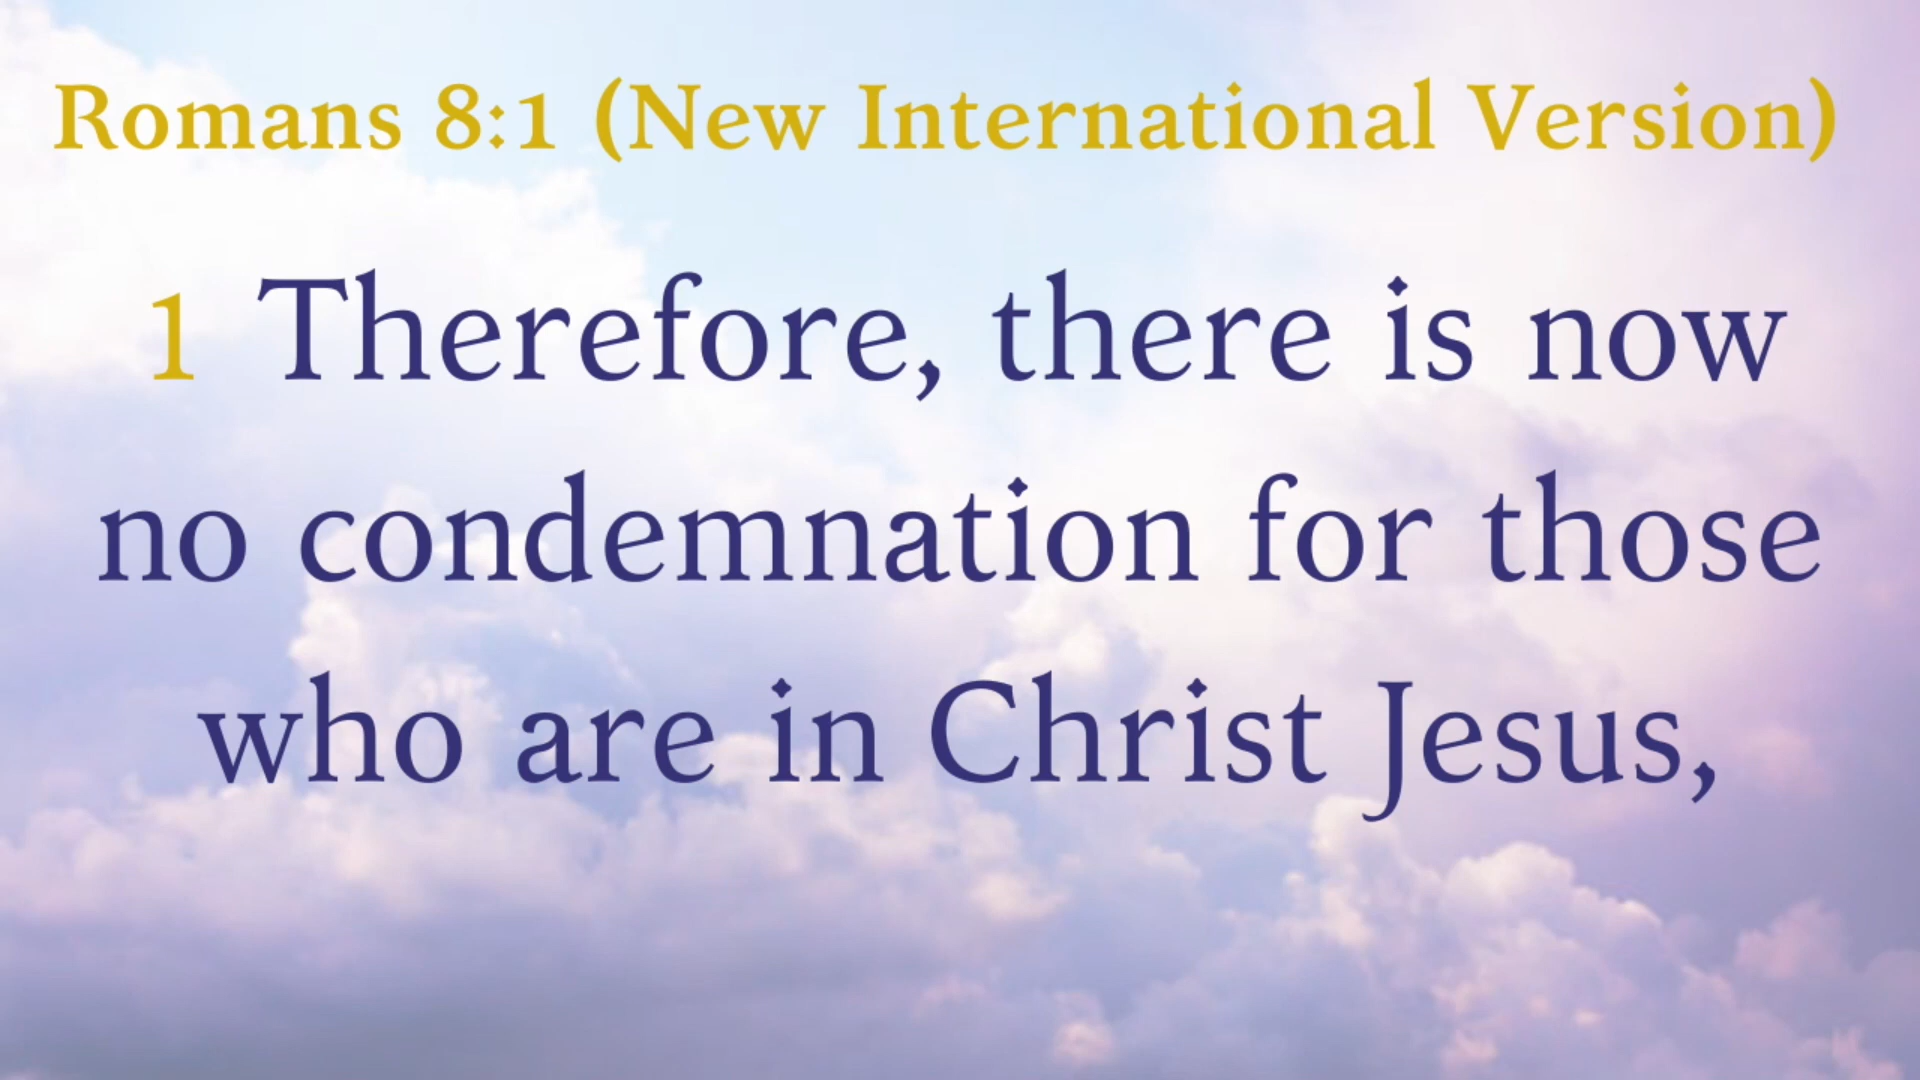 Romans 8:1 (New International Version)
1 Therefore, there is now
no condemnation for those
who are in Christ Jesus,